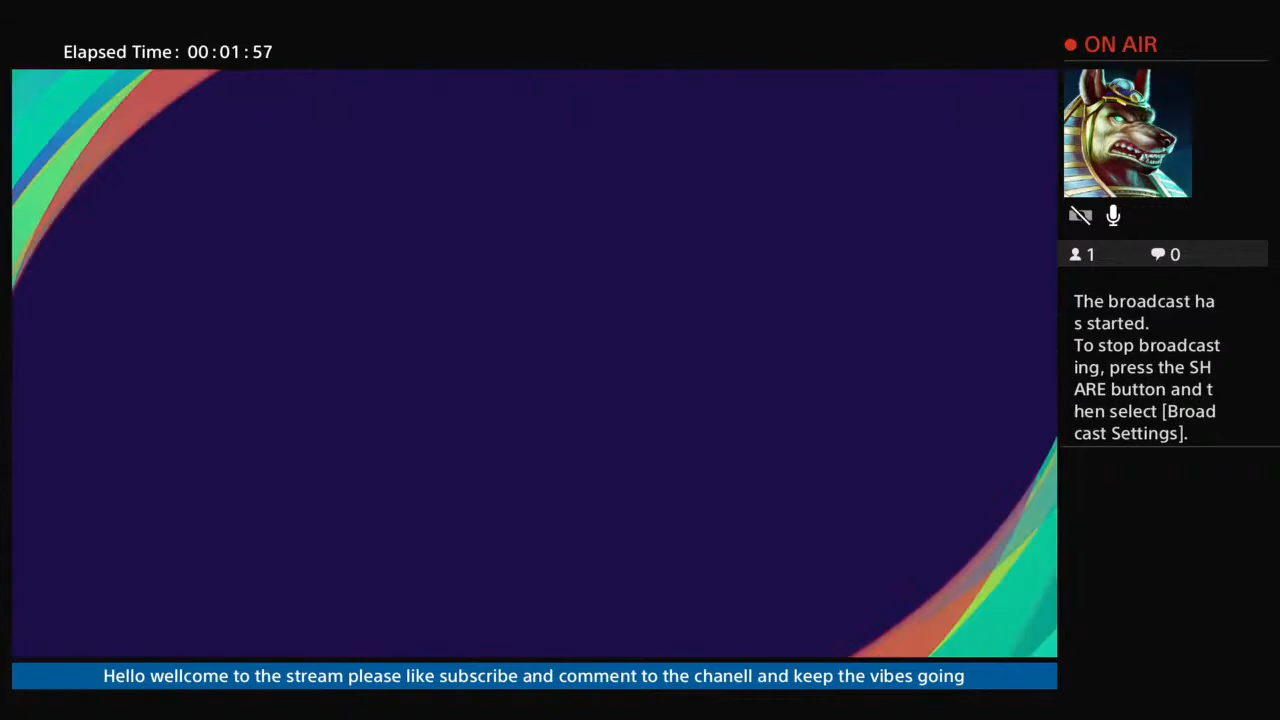 Elapsed Time: 00:01:57
ON AIR
1
0
The broadcast ha
s started.
To stop broadcast
ing, press the SH
ARE button and t
hen select [Broad
cast Settings].
Hello wellcome to the stream please like subscribe and comment to the chanell and keep the vibes going